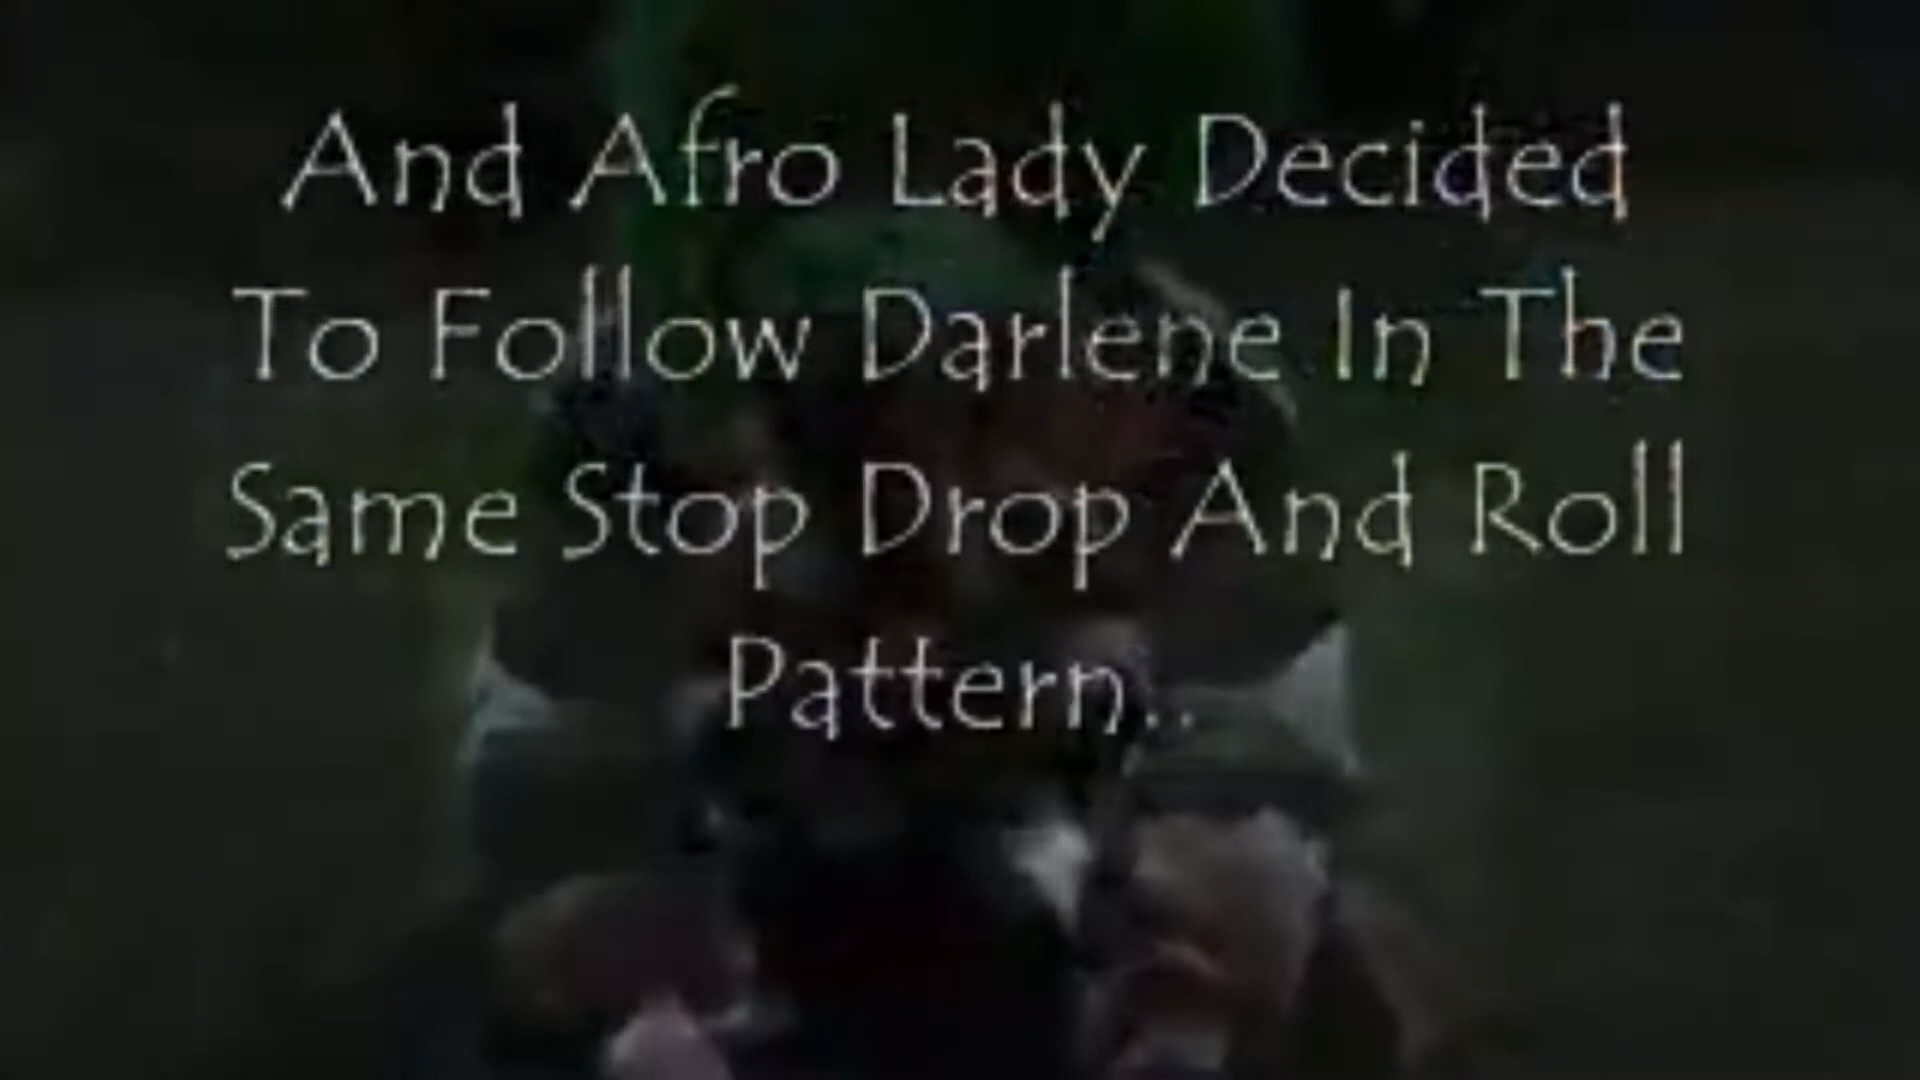 And Afro Lady Decided
To Follow Darlene In The
Same Stop Drop And Roll
Pattern..